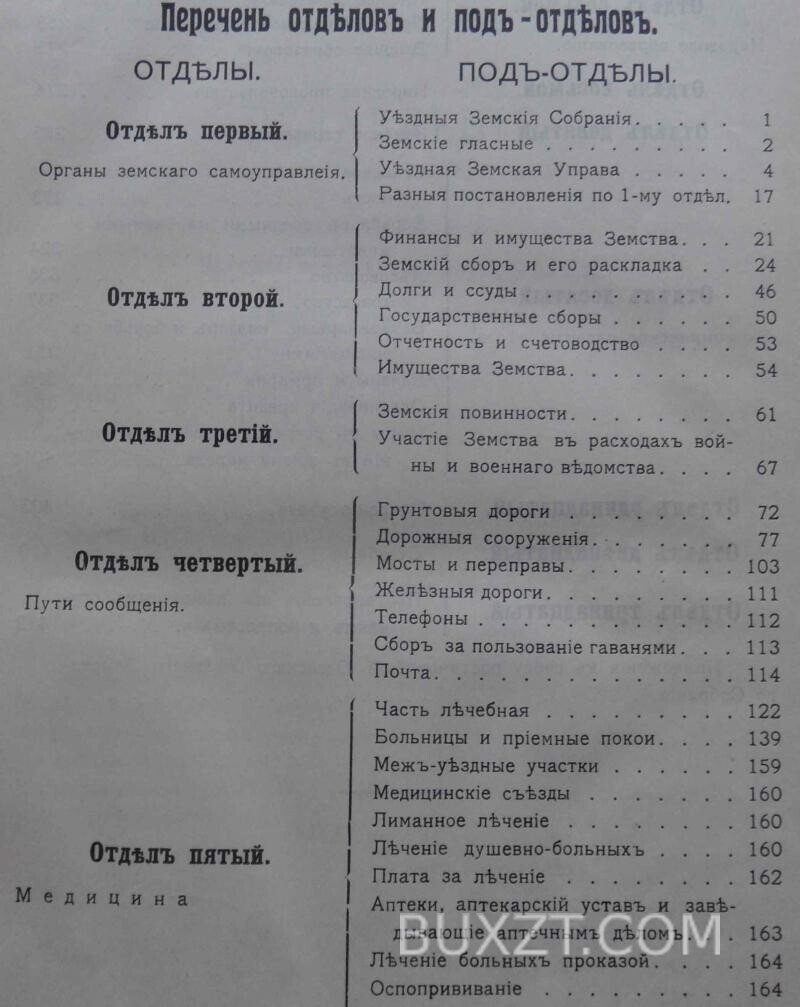 Перечень отдѣловъ и подъ-отдѣловъ.
ОТДѢЛЫ.
ПОДЪ-ОТДѢЛЫ.
Отдѣлъ первый.
Органы земскаго самоуправлеія.
Уѣздныя Земскія Собранія. . . . . 1
Земскіе гласные . . . . . . . . . 2
Уѣздная Земская Управа . . . . . 4
Разныя постановленія по 1-му отдѣл. 17
Отдѣлъ второй.
Финансы и имущества Земства. . . 21
Земскій сборъ и его раскладка . . 24
Долги и ссуды . . . . . . . . . . 46
Государственные сборы . . . . . . 50
Отчетность и счетоводство . . . . 53
Имущества Земства. . . . . . . . 54
Отдѣлъ третій.
Земскія повинности. . . . . . . . 61
Участіе Земства въ расходахъ вой-
ны и военнаго вѣдомства. . . . 67
Отдѣлъ четвертый.
Пути сообщенія.
Грунтовыя дороги . . . . . . . . 72
Дорожныя сооруженія. . . . . . . 77
Мосты и переправы. . . . . . . . 103
Желѣзныя дороги. . . . . . . . . 111
Телефоны . . . . . . . . . . . . 112
Сборъ за пользованіе гаванями. . . 113
Почта. . . . . . . . . . . . . . 114
Отдѣлъ пятый.
Медицина
Часть лѣчебная . . . . . . . . . 122
Больницы и пріемные покои. . . . 139
Межъ-уѣздные участки . . . . . . 159
Медицинскіе съѣзды . . . . . . . 160
Лиманное лѣченіе . . . . . . . . 160
Лѣченіе душевно-больныхъ . . . . 160
Плата за лѣченіе . . . . . . . . 162
Аптеки, аптекарскій уставъ и завѣ-
дывающіе аптечнымъ дѣломъ. . . 163
Лѣченіе больныхъ проказой. . . . 164
Оспопрививаніе . . . . . . . . . 164
BUXZT.COM